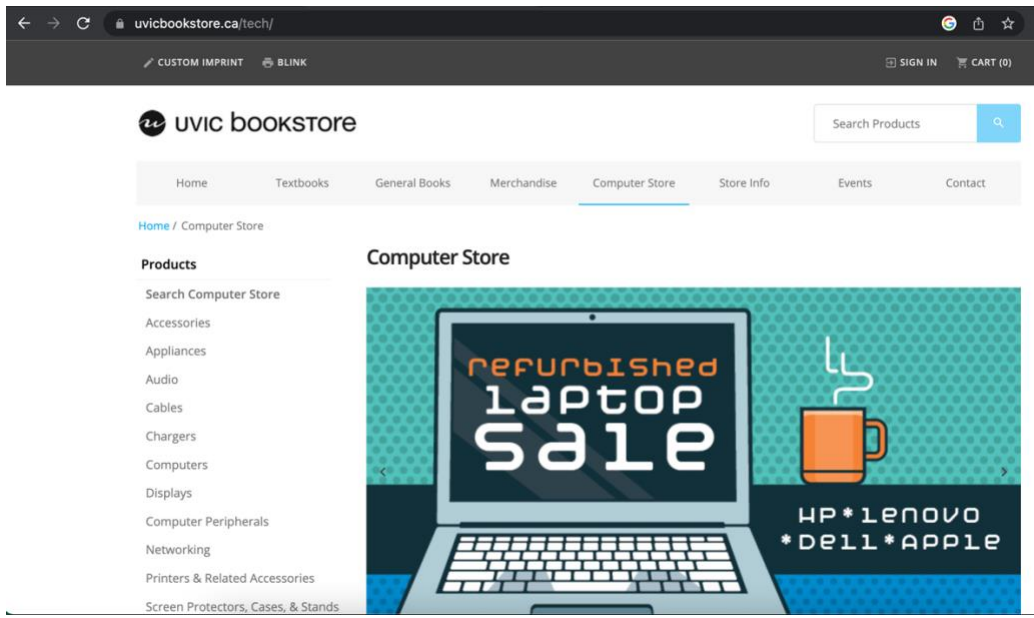 uvicbookstore.ca/tech/
CUSTOM IMPRINT BLINK SIGN IN CART (0)
uvic bookstore Search Products
Home Textbooks General Books Merchandise Computer Store Store Info Events Contact
Home / Computer Store
Products
Search Computer Store
Accessories
Appliances
Audio
Cables
Chargers
Computers
Displays
Computer Peripherals
Networking
Printers & Related Accessories
Screen Protectors, Cases, & Stands
Computer Store
refurbished
laptop
sale
HP*Lenovo
*Dell*Apple